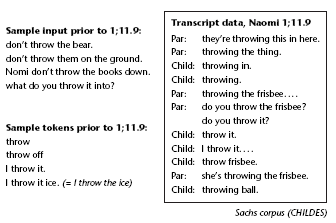 Sample input prior to 1;11.9:
don't throw the bear.
don't throw them on the ground.
Nomi don't throw the books down.
what do you throw it into?
Sample tokens prior to 1;11.9:
throw
throw off
I throw it.
I throw it ice. (= I throw the ice)
Transcript data, Naomi 1;11.9
Par: they're throwing this in here.
Par: throwing the thing.
Child: throwing in.
Child: throwing.
Par: throwing the frisbee....
Par: do you throw the frisbee?
do you throw it?
Child: throw it.
Child: I throw it....
Child: throw frisbee.
Par: she's throwing the frisbee.
Child: throwing ball.
Sachs corpus (CHILDES)